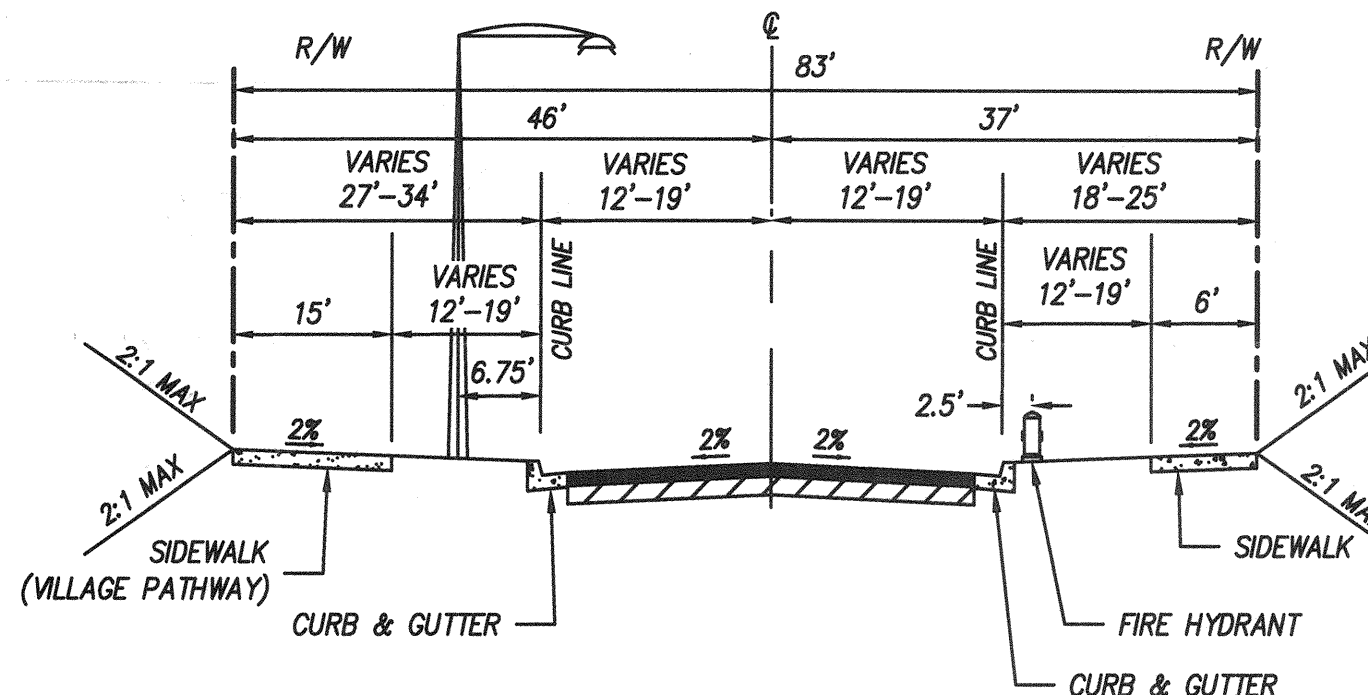 R/W
℄
R/W
83'
46'
37'
VARIES
27'-34'
VARIES
12'-19'
VARIES
12'-19'
VARIES
18'-25'
CURB LINE
CURB LINE
VARIES
12'-19'
VARIES
12'-19'
15'
6'
6.75'
2.5'
2:1 MAX
2:1 MAX
2%
2%
2%
2%
2:1 MAX
2:1 MAX
SIDEWALK
(VILLAGE PATHWAY)
SIDEWALK
CURB & GUTTER
FIRE HYDRANT
CURB & GUTTER